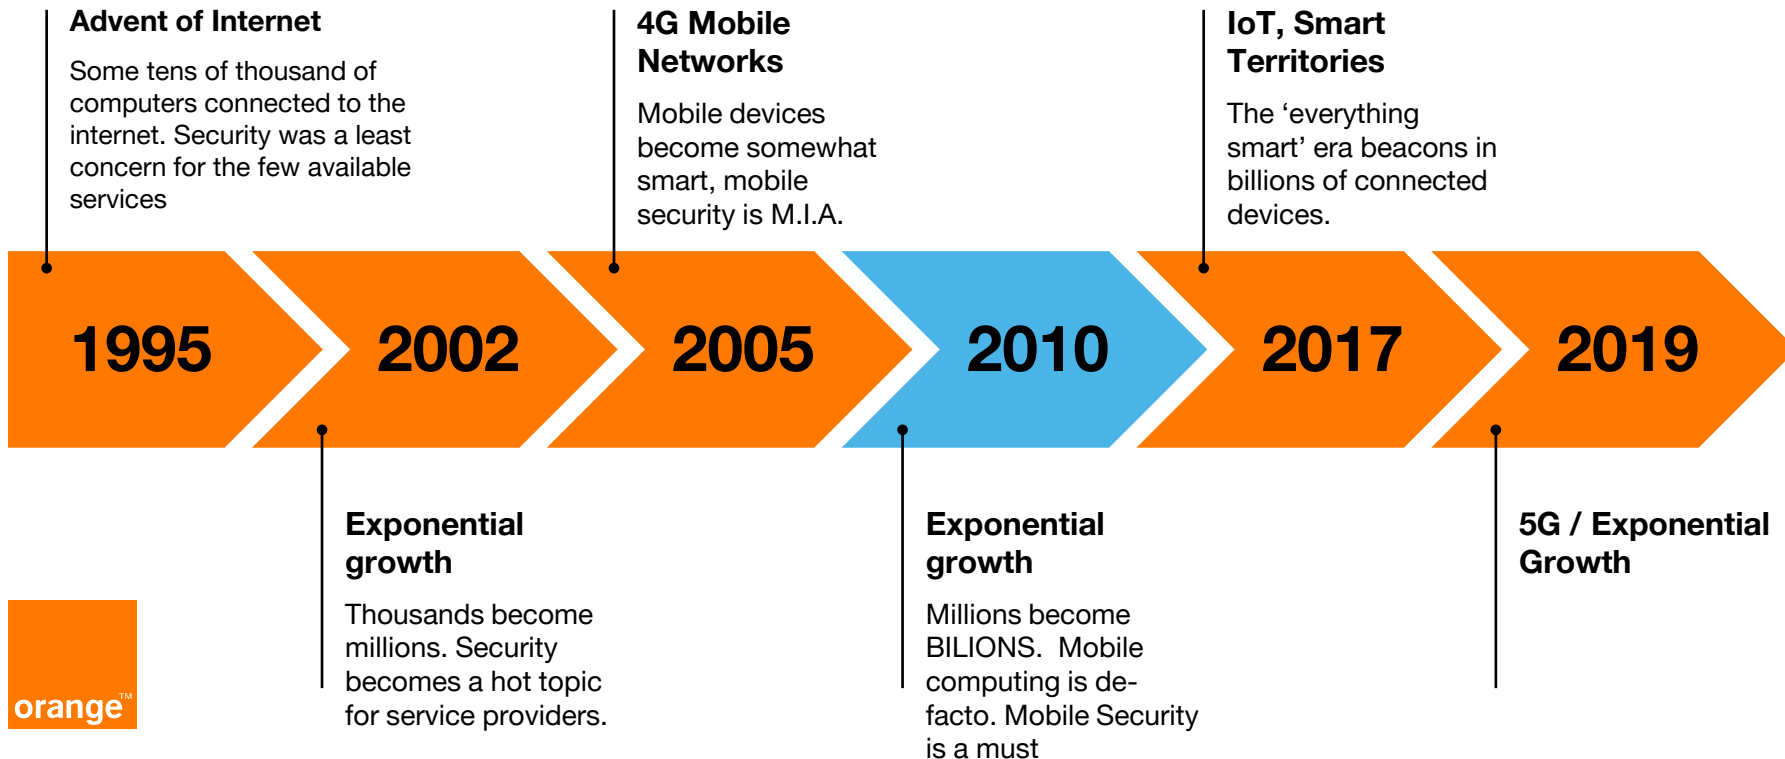 Advent of Internet
Some tens of thousand of
computers connected to the
internet. Security was a least
concern for the few available
services
4G Mobile
Networks
Mobile devices
become somewhat
smart, mobile
security is M.I.A.
IoT, Smart
Territories
The ‘everything
smart’ era beacons in
billions of connected
devices.
1995
2002
2005
2010
2017
2019
Exponential
growth
Thousands become
millions. Security
becomes a hot topic
for service providers.
Exponential
growth
Millions become
BILIONS.  Mobile
computing is de-
facto. Mobile Security
is a must
5G / Exponential
Growth
orange™